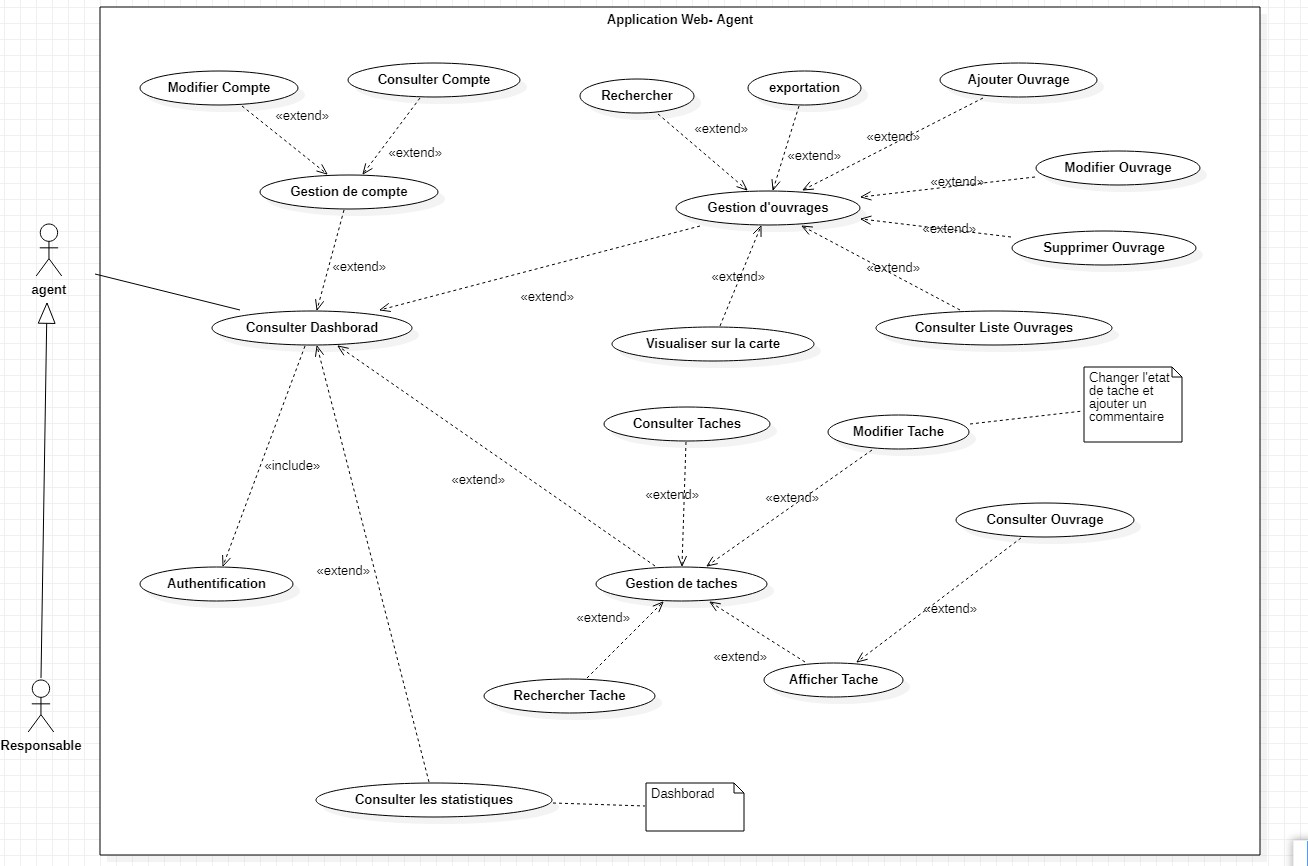 Application Web- Agent
Modifier Compte
Consulter Compte
Rechercher
exportation
Ajouter Ouvrage
«extend»
«extend»
«extend»
«extend»
«extend»
Modifier Ouvrage
«extend»
Gestion de compte
Gestion d'ouvrages
«extend»
Supprimer Ouvrage
«extend»
«extend»
«extend»
agent
«extend»
Consulter Dashborad
Visualiser sur la carte
Consulter Liste Ouvrages
Changer l'etat
de tache et
ajouter un
commentaire
Consulter Taches
Modifier Tache
«include»
«extend»
«extend»
«extend»
Consulter Ouvrage
«extend»
Authentification
Gestion de taches
«extend»
«extend»
«extend»
Rechercher Tache
Afficher Tache
Responsable
Consulter les statistiques
Dashborad